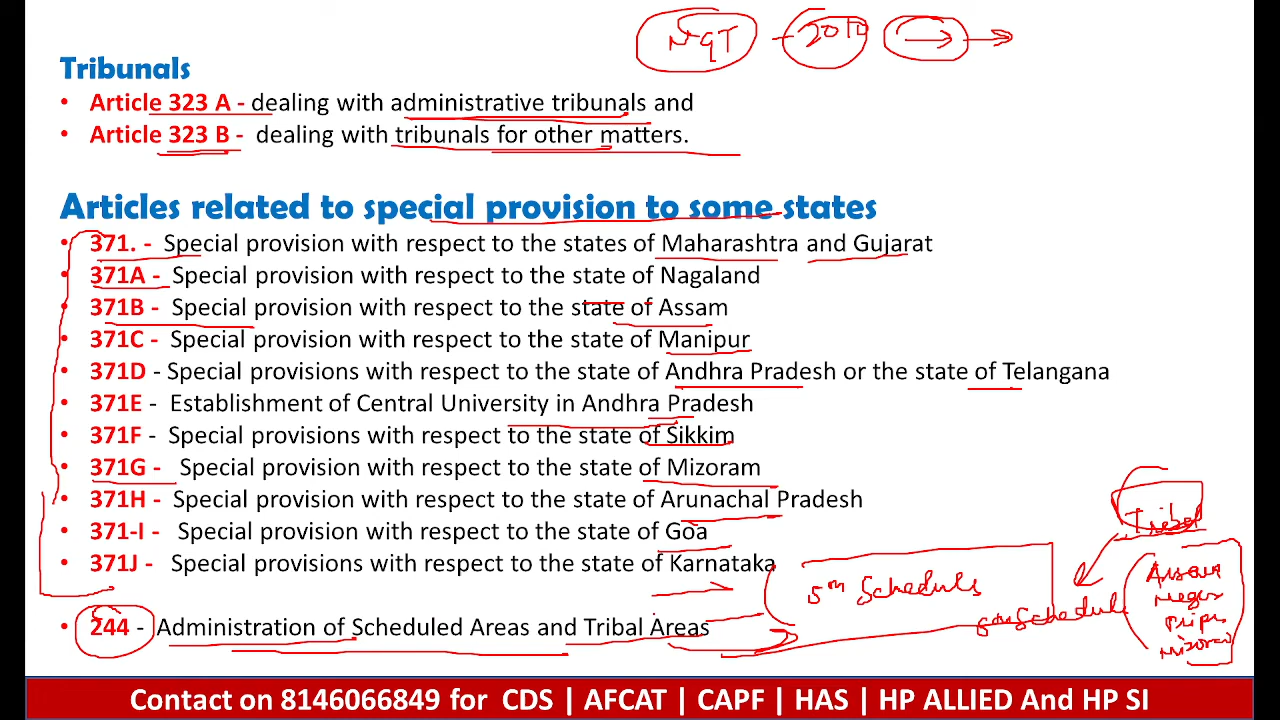 NGT - 2010
Tribunals
• Article 323 A - dealing with administrative tribunals and
• Article 323 B - dealing with tribunals for other matters.
Articles related to special provision to some states
• 371. - Special provision with respect to the states of Maharashtra and Gujarat
• 371A - Special provision with respect to the state of Nagaland
• 371B - Special provision with respect to the state of Assam
• 371C - Special provision with respect to the state of Manipur
• 371D - Special provisions with respect to the state of Andhra Pradesh or the state of Telangana
• 371E - Establishment of Central University in Andhra Pradesh
• 371F - Special provisions with respect to the state of Sikkim
• 371G - Special provision with respect to the state of Mizoram
• 371H - Special provision with respect to the state of Arunachal Pradesh
• 371-I - Special provision with respect to the state of Goa
• 371J - Special provisions with respect to the state of Karnataka
• 244 - Administration of Scheduled Areas and Tribal Areas
5th Schedule
6th Schedule
Tribal
Assam
Mizoram
Contact on 8146066849 for CDS | AFCAT | CAPF | HAS | HP ALLIED And HP SI